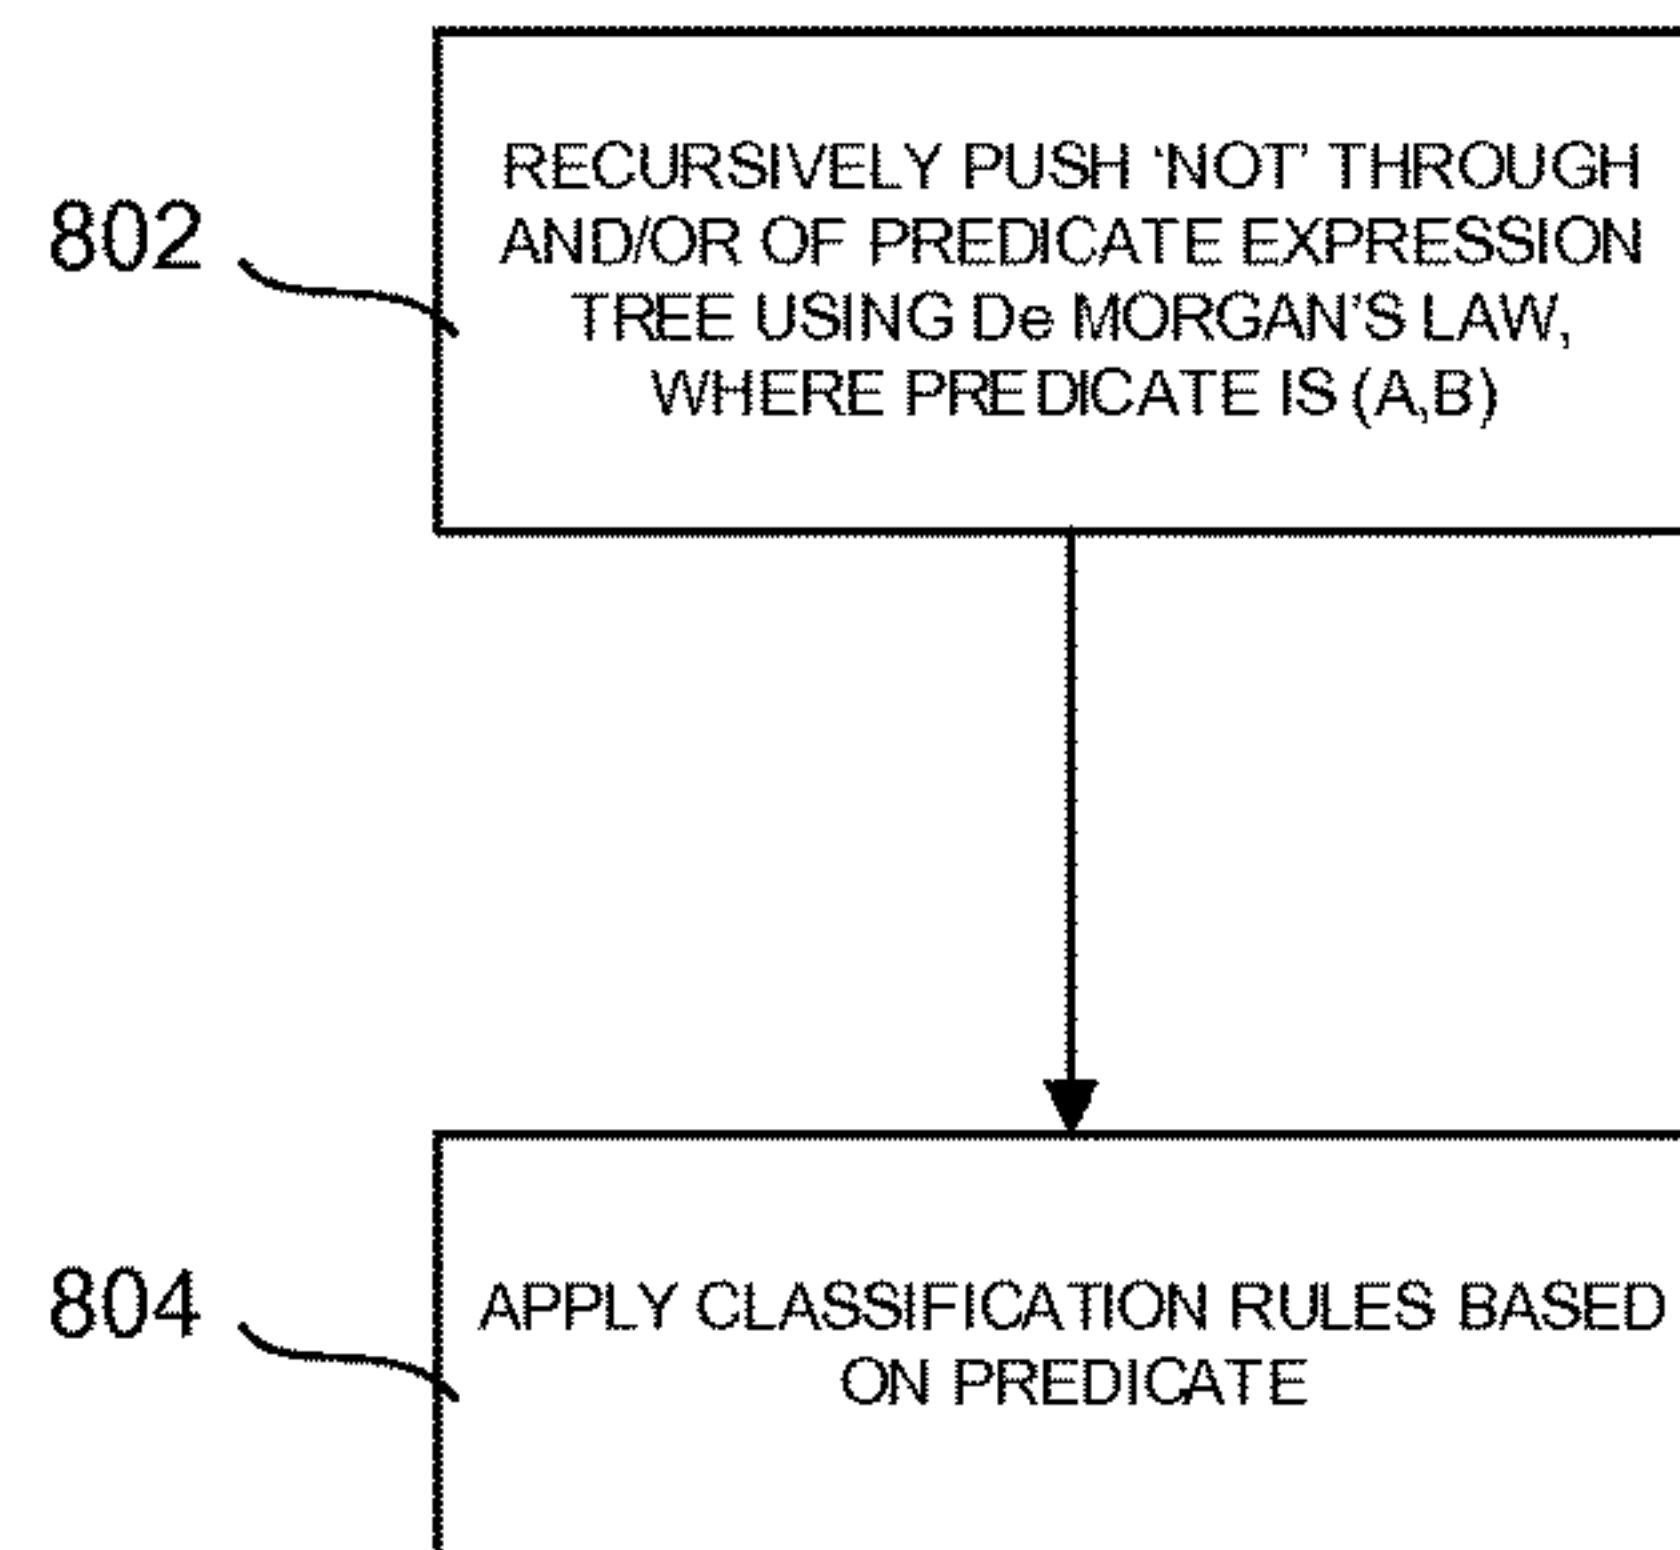 802
RECURSIVELY PUSH ‘NOT’ THROUGH
AND/OR OF PREDICATE EXPRESSION
TREE USING De MORGAN’S LAW,
WHERE PREDICATE IS (A,B)
804
APPLY CLASSIFICATION RULES BASED
ON PREDICATE